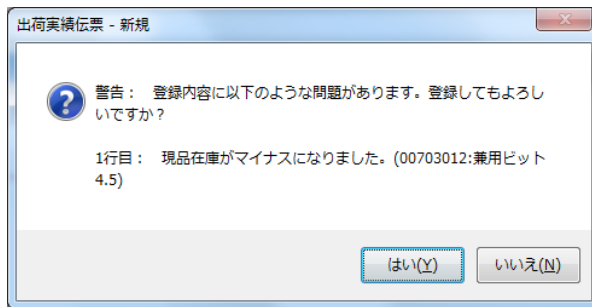 出荷実績伝票 - 新規
警告： 登録内容に以下のような問題があります。登録してもよろし
いですか？
1行目： 現品在庫がマイナスになりました。(00703012:兼用ビット
4.5)
はい(Y) いいえ(N)